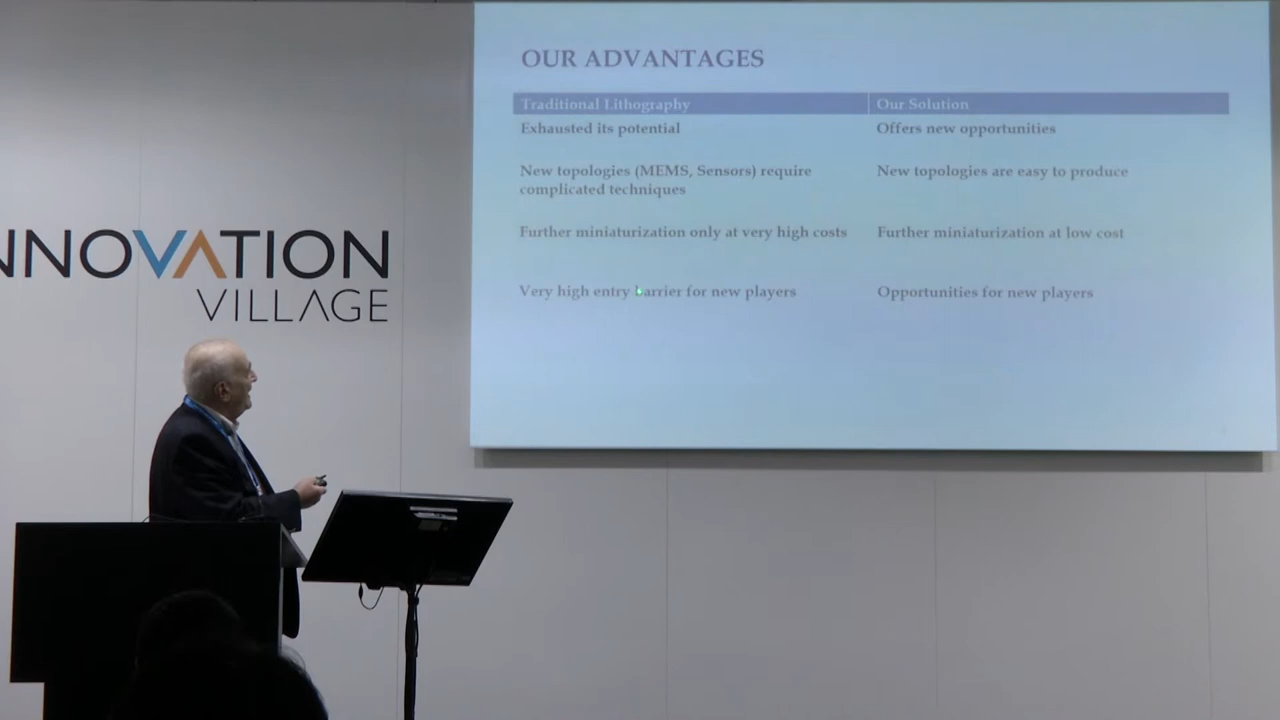 OUR ADVANTAGES
Traditional Lithography
Our Solution
Exhausted its potential
Offers new opportunities
New topologies (MEMS, Sensors) require
complicated techniques
New topologies are easy to produce
Further miniaturization only at very high costs
Further miniaturization at low cost
Very high entry barrier for new players
Opportunities for new players
NNOVATION
VILLAGE